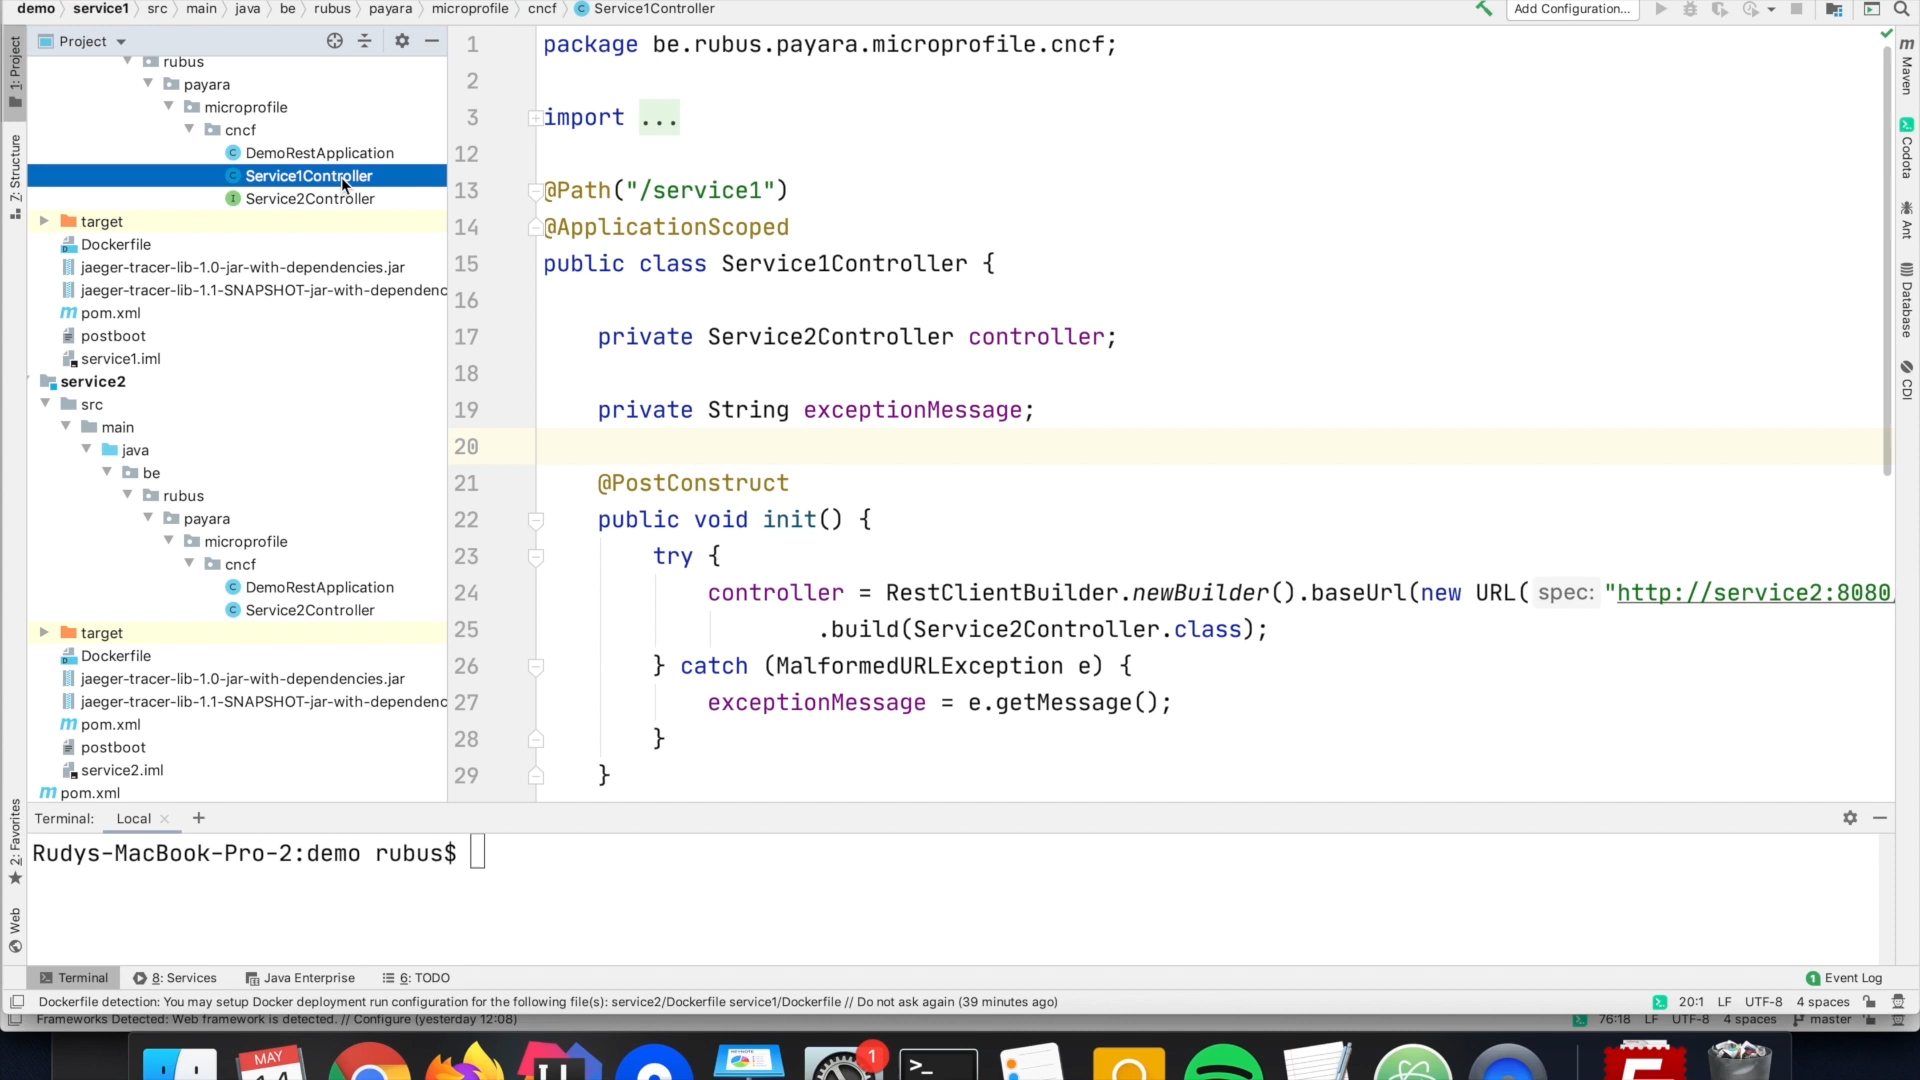 demo service1 src main java be rubus payara microprofile cncf Service1Controller
Add Configuration...
Project
rubus
payara
microprofile
cncf
DemoRestApplication
Service1Controller
Service2Controller
target
Dockerfile
jaeger-tracer-lib-1.0-jar-with-dependencies.jar
jaeger-tracer-lib-1.1-SNAPSHOT-jar-with-dependenc
pom.xml
postboot
service1.iml
service2
src
main
java
be
rubus
payara
microprofile
cncf
DemoRestApplication
Service2Controller
target
Dockerfile
jaeger-tracer-lib-1.0-jar-with-dependencies.jar
jaeger-tracer-lib-1.1-SNAPSHOT-jar-with-dependenc
pom.xml
postboot
service2.iml
pom.xml
1: Project
Z: Structure
2: Favorites
Web
1 package be.rubus.payara.microprofile.cncf;
2
3 import ...
12
13 @Path("/service1")
14 @ApplicationScoped
15 public class Service1Controller {
16
17 private Service2Controller controller;
18
19 private String exceptionMessage;
20
21 @PostConstruct
22 public void init() {
23 try {
24 controller = RestClientBuilder.newBuilder().baseUrl(new URL( spec: "http://service2:8080
25 .build(Service2Controller.class);
26 } catch (MalformedURLException e) {
27 exceptionMessage = e.getMessage();
28 }
29 }
Maven
Codota
Ant
Database
CDI
Terminal: Local
Rudys-MacBook-Pro-2:demo rubus$
Terminal 8: Services Java Enterprise 6: TODO
1 Event Log
Dockerfile detection: You may setup Docker deployment run configuration for the following file(s): service2/Dockerfile service1/Dockerfile // Do not ask again (39 minutes ago)
20:1 LF UTF-8 4 spaces
Frameworks Detected: Web framework is detected. // Configure (yesterday 12:08)
76:18 LF UTF-8 4 spaces master
MAY
1